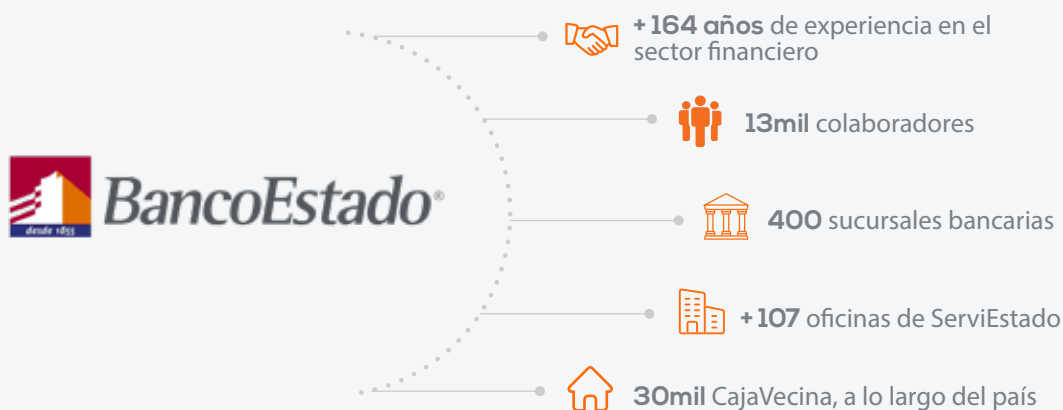 +164 años de experiencia en el
sector financiero
13mil colaboradores
BancoEstado®
desde 1855
400 sucursales bancarias
+107 oficinas de ServiEstado
30mil CajaVecina, a lo largo del país